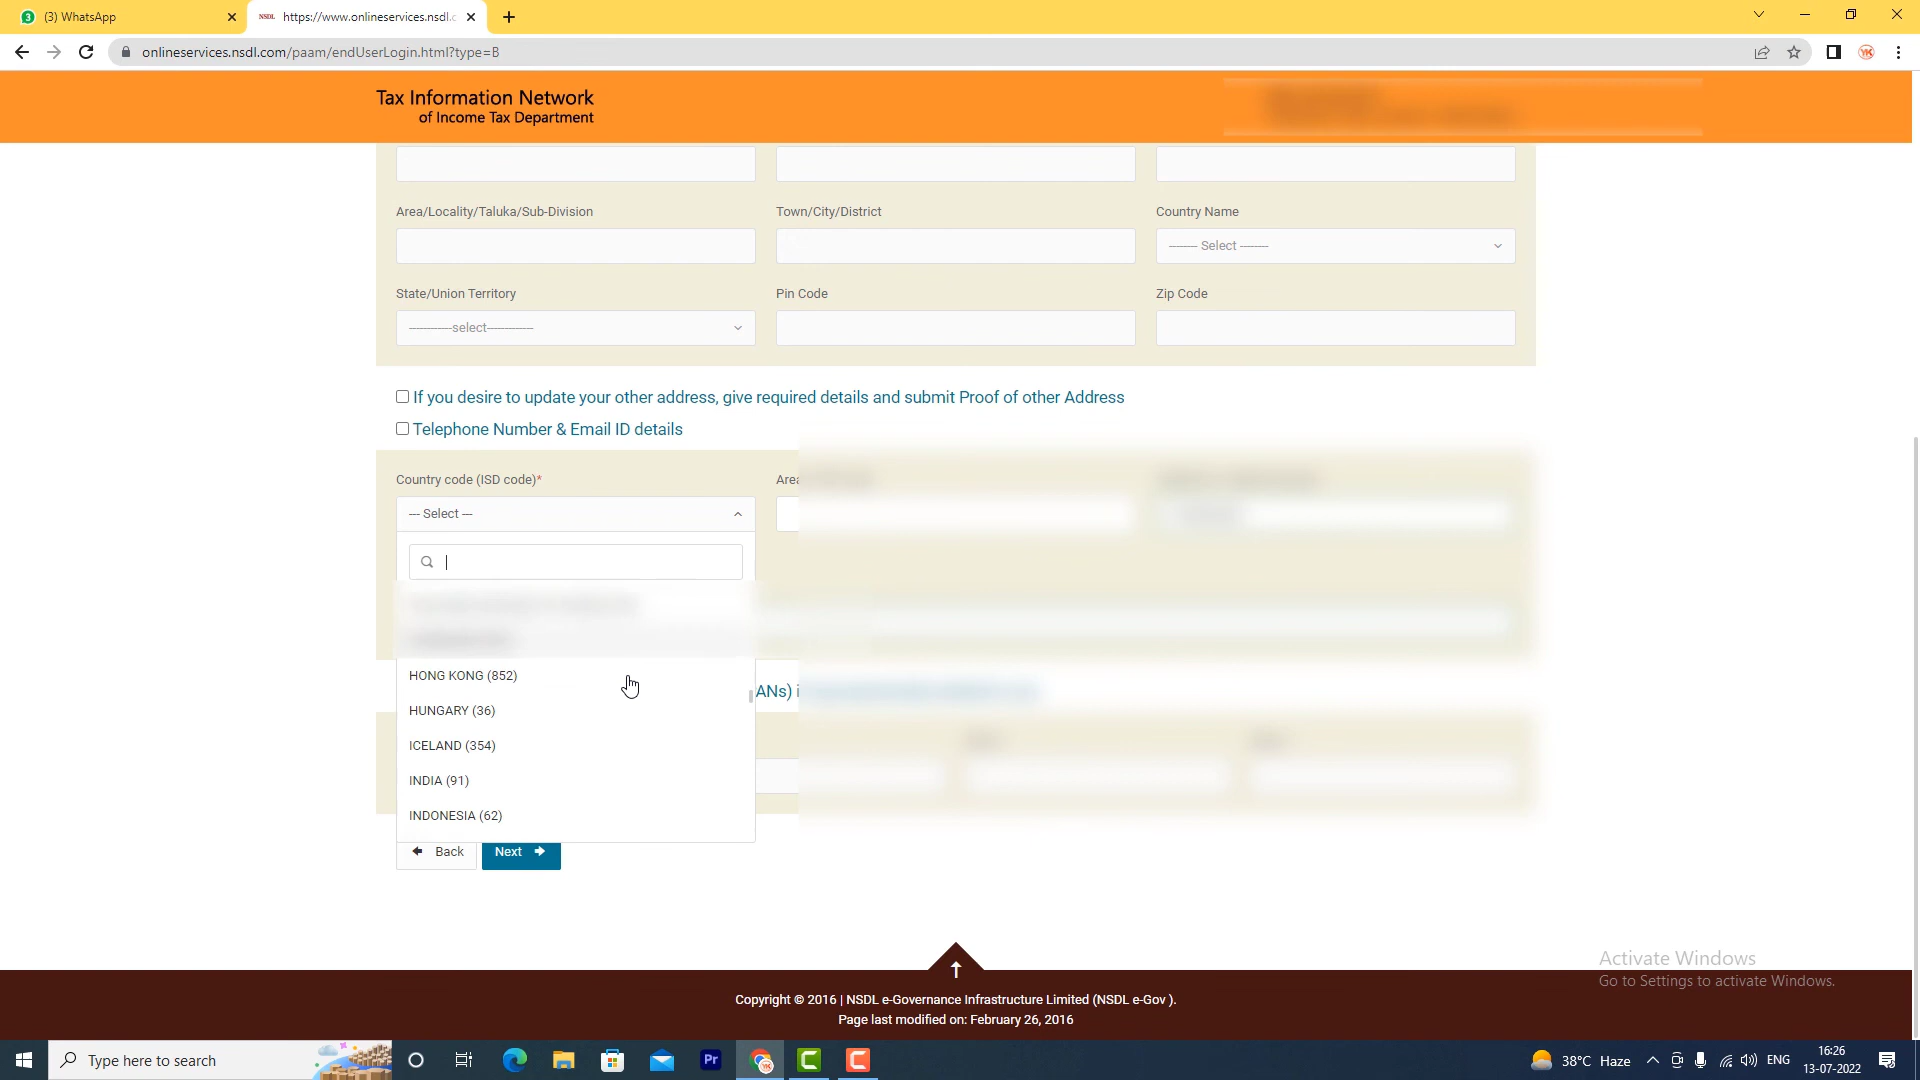 (3) WhatsApp
NSDL https://www.onlineservices.nsdl.c
onlineservices.nsdl.com/paam/endUserLogin.html?type=B
YK
Tax Information Network
of Income Tax Department
Area/Locality/Taluka/Sub-Division
Town/City/District
Country Name
-------- Select --------
State/Union Territory
Pin Code
Zip Code
------------select-------------
If you desire to update your other address, give required details and submit Proof of other Address
Telephone Number & Email ID details
Country code (ISD code)*
Area
--- Select ---
HONG KONG (852)
ANs) i
HUNGARY (36)
ICELAND (354)
INDIA (91)
INDONESIA (62)
Back
Next
Activate Windows
Go to Settings to activate Windows.
Copyright © 2016 | NSDL e-Governance Infrastructure Limited (NSDL e-Gov ).
Page last modified on: February 26, 2016
Type here to search
Pr
38°C Haze
ENG
16:26
13-07-2022